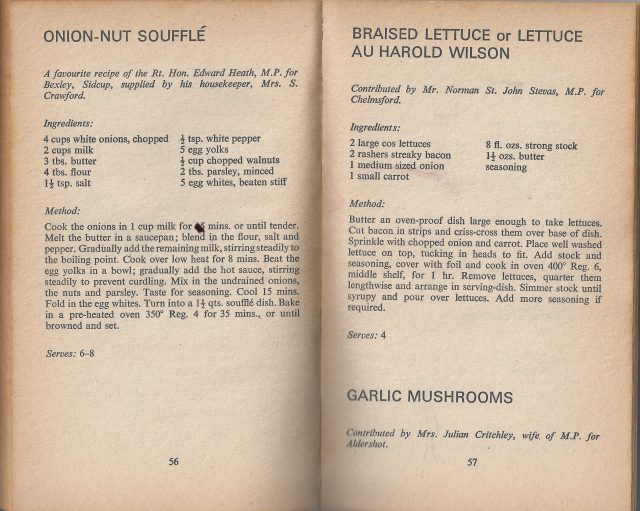 ONION-NUT SOUFFLÉ
A favourite recipe of the Rt. Hon. Edward Heath, M.P. for
Bexley, Sidcup, supplied by his housekeeper, Mrs. S.
Crawford.
Ingredients:
4 cups white onions, chopped
2 cups milk
3 tbs. butter
4 tbs. flour
1½ tsp. salt
½ tsp. white pepper
5 egg yolks
½ cup chopped walnuts
2 tbs. parsley, minced
5 egg whites, beaten stiff
Method:
Cook the onions in 1 cup milk for mins. or until tender.
Melt the butter in a saucepan; blend in the flour, salt and
pepper. Gradually add the remaining milk, stirring steadily to
the boiling point. Cook over low heat for 8 mins. Beat the
egg yolks in a bowl; gradually add the hot sauce, stirring
steadily to prevent curdling. Mix in the undrained onions,
the nuts and parsley. Taste for seasoning. Cool 15 mins.
Fold in the egg whites. Turn into a 1½ qts. soufflé dish. Bake
in a pre-heated oven 350° Reg. 4 for 35 mins., or until
browned and set.
Serves: 6–8
56
BRAISED LETTUCE or LETTUCE
AU HAROLD WILSON
Contributed by Mr. Norman St. John Stevas, M.P. for
Chelmsford.
Ingredients:
2 large cos lettuces
2 rashers streaky bacon
1 medium sized onion
1 small carrot
8 fl. ozs. strong stock
1½ ozs. butter
seasoning
Method:
Butter an oven-proof dish large enough to take lettuces.
Cut bacon in strips and criss-cross them over base of dish.
Sprinkle with chopped onion and carrot. Place well washed
lettuce on top, tucking in heads to fit. Add stock and
seasoning, cover with foil and cook in oven 400° Reg. 6,
middle shelf, for 1 hr. Remove lettuces, quarter them
lengthwise and arrange in serving-dish. Simmer stock until
syrupy and pour over lettuces. Add more seasoning if
required.
Serves: 4
GARLIC MUSHROOMS
Contributed by Mrs. Julian Critchley, wife of M.P. for
Aldershot.
57